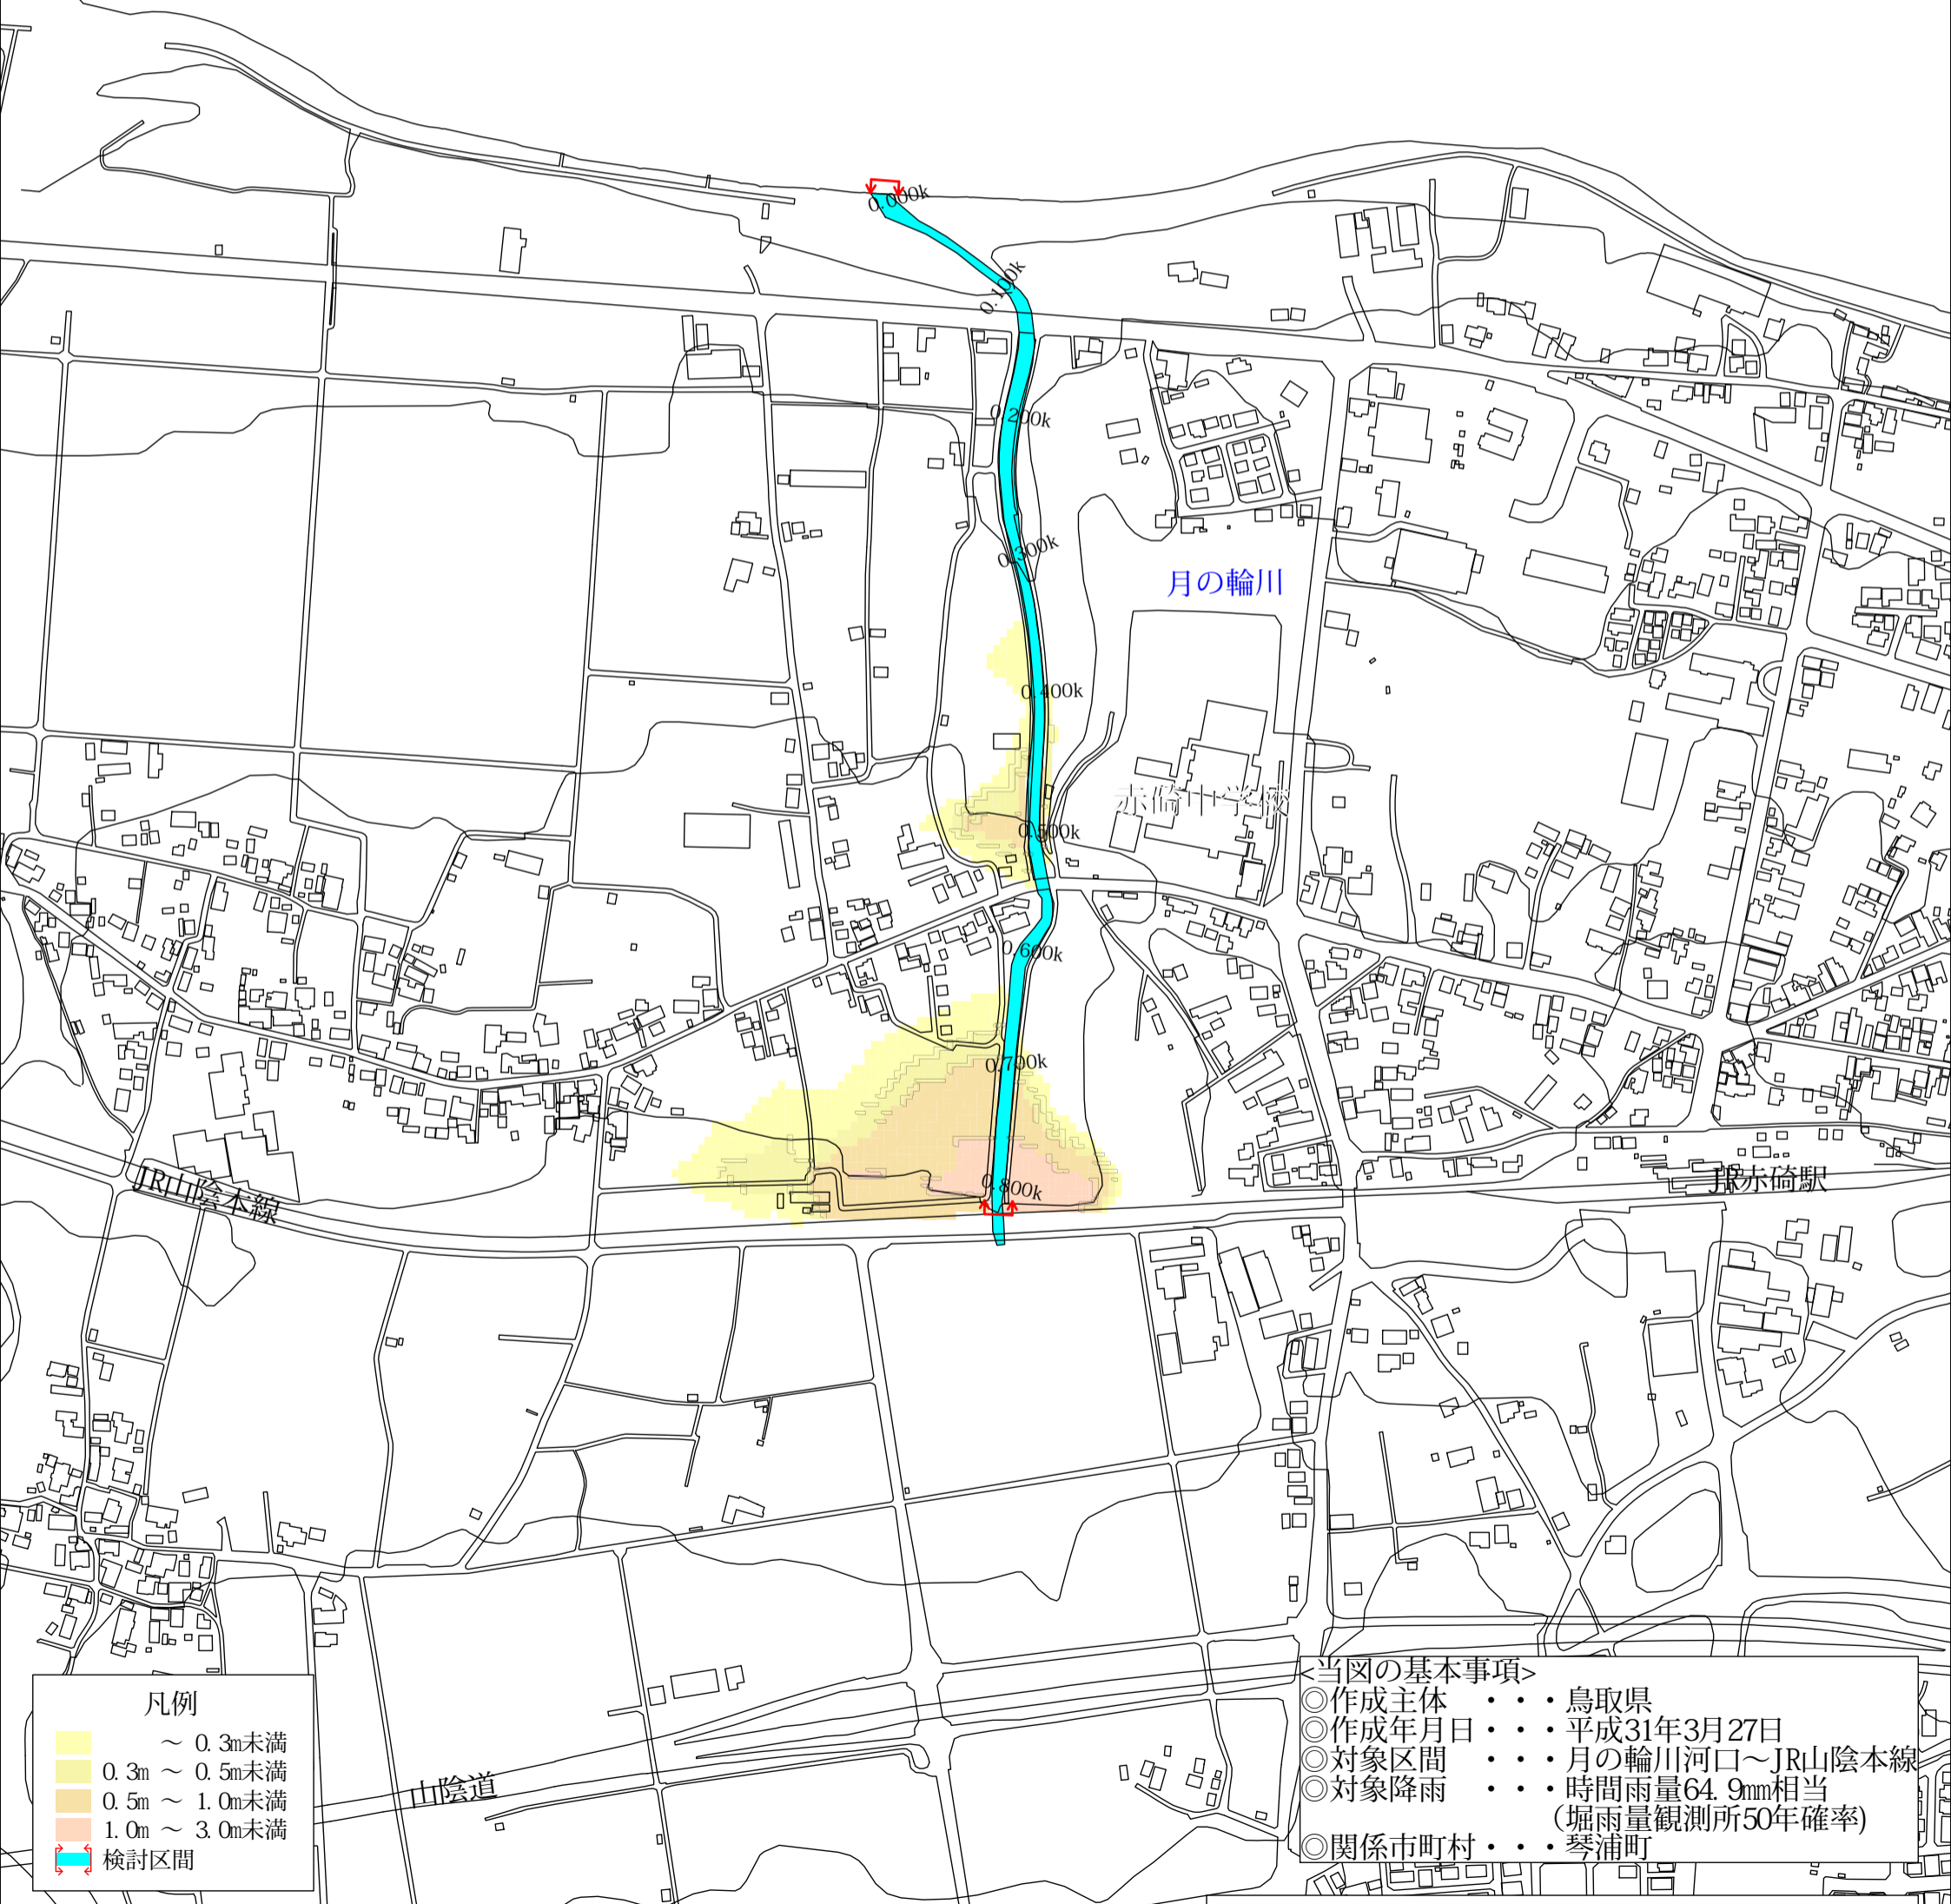 0.000k
0.100k
0.200k
0.300k
月の輪川
0.400k
赤碕中学校
0.500k
0.600k
0.700k
JR山陰本線
JR赤碕駅
0.800k
山陰道
凡例
～ 0.3m未満
0.3m ～ 0.5m未満
0.5m ～ 1.0m未満
1.0m ～ 3.0m未満
検討区間
<当図の基本事項>
◎作成主体 ・・・鳥取県
◎作成年月日・・・平成31年3月27日
◎対象区間 ・・・月の輪川河口～JR山陰本線
◎対象降雨 ・・・時間雨量64.9mm相当
(堀雨量観測所50年確率)
◎関係市町村・・・琴浦町